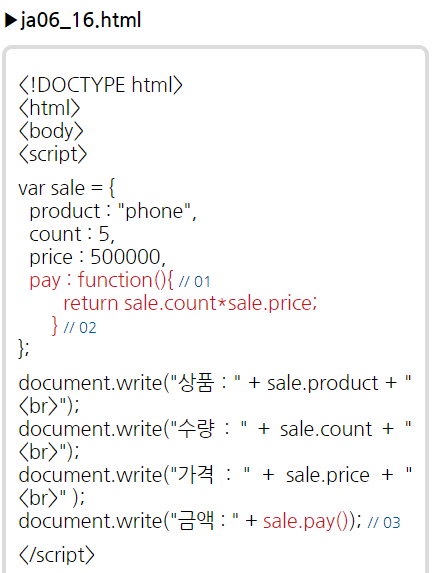 ▶ja06_16.html
<!DOCTYPE html>
<html>
<body>
<script>
var sale = {
product : "phone",
count : 5,
price : 500000,
pay : function(){ // 01
return sale.count*sale.price;
} // 02
};
document.write("상품 : " + sale.product + "
<br>");
document.write("수량 : " + sale.count + "
<br>");
document.write("가격 : " + sale.price + "
<br>" );
document.write("금액 : " + sale.pay()); // 03
</script>